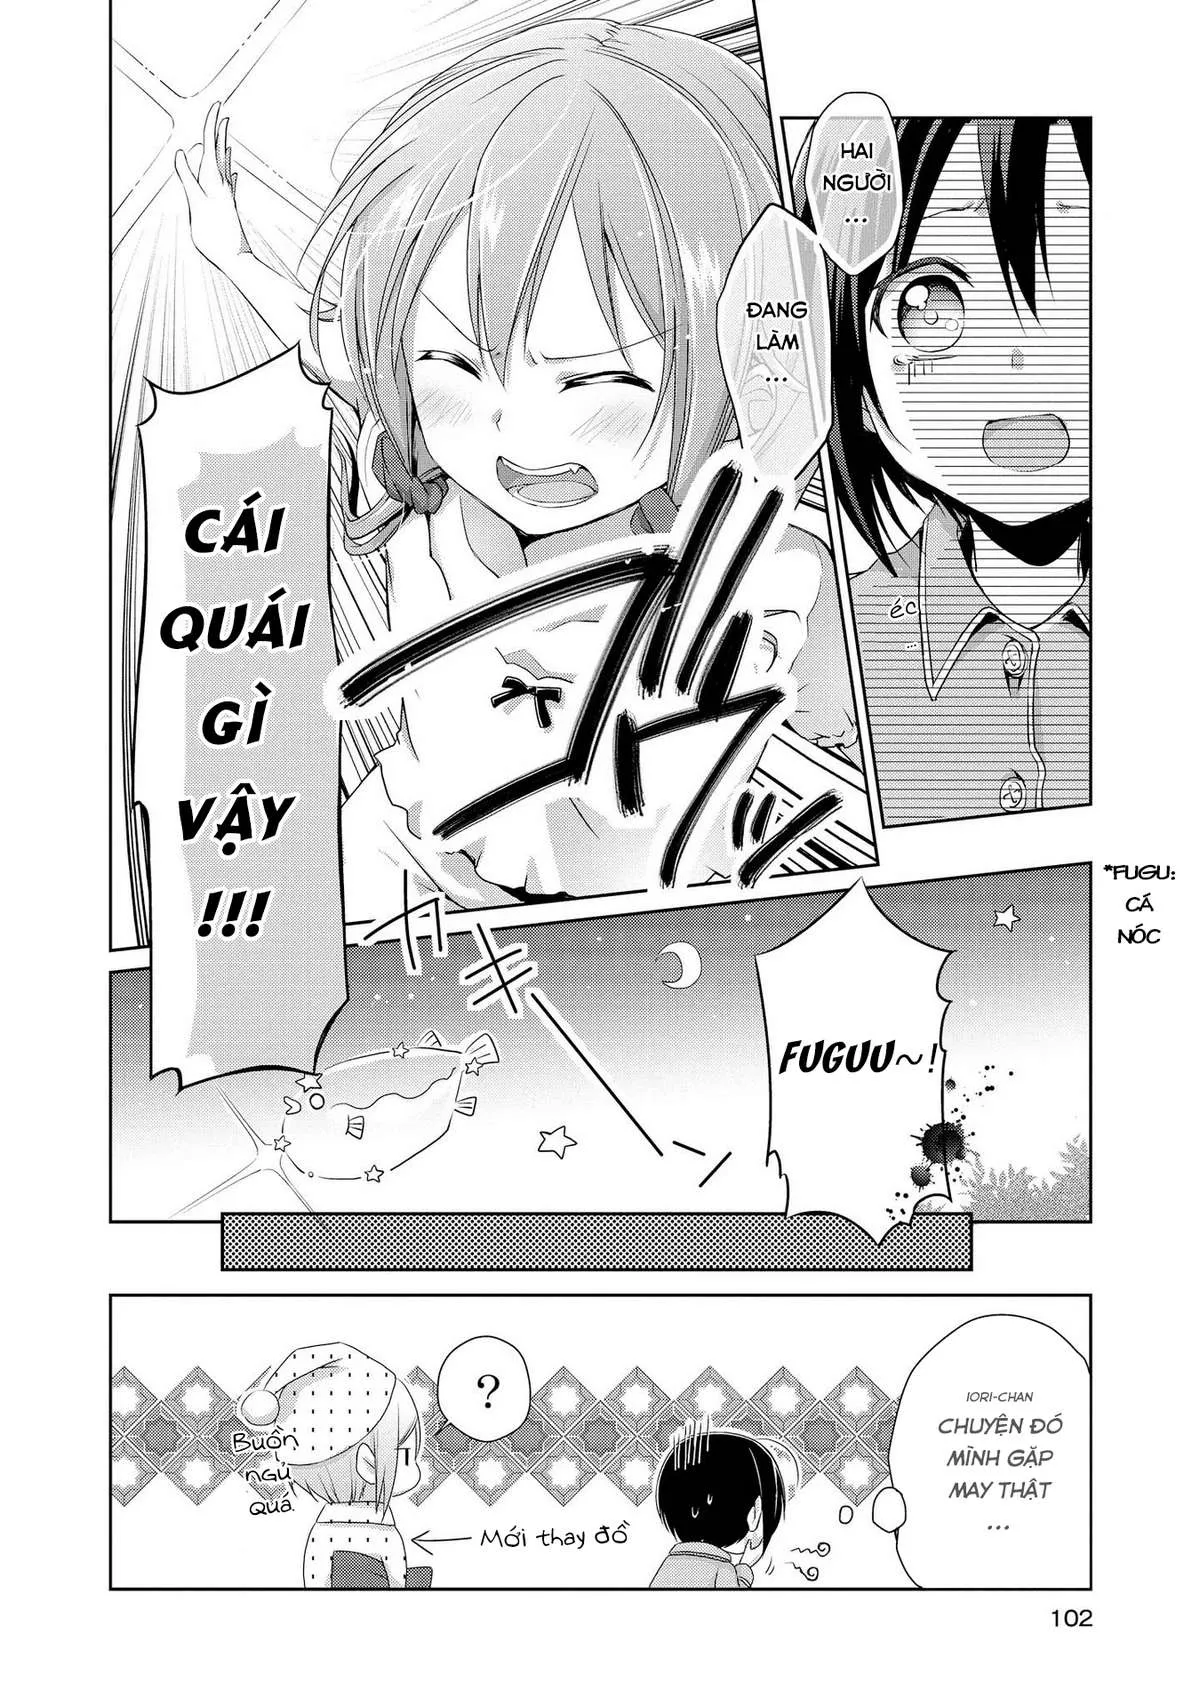 HAI
NGƯỜI
...
ĐANG
LÀM
...
ÉC
...
CÁI
QUÁI
GÌ
VẬY
!!!
*FUGU:
CÁ
NÓC
FUGUU~!
IORI-CHAN
CHUYỆN ĐÓ
MÌNH GẶP
MAY THẬT
...
?
Buồn
ngủ
quá
Mới thay đồ
102